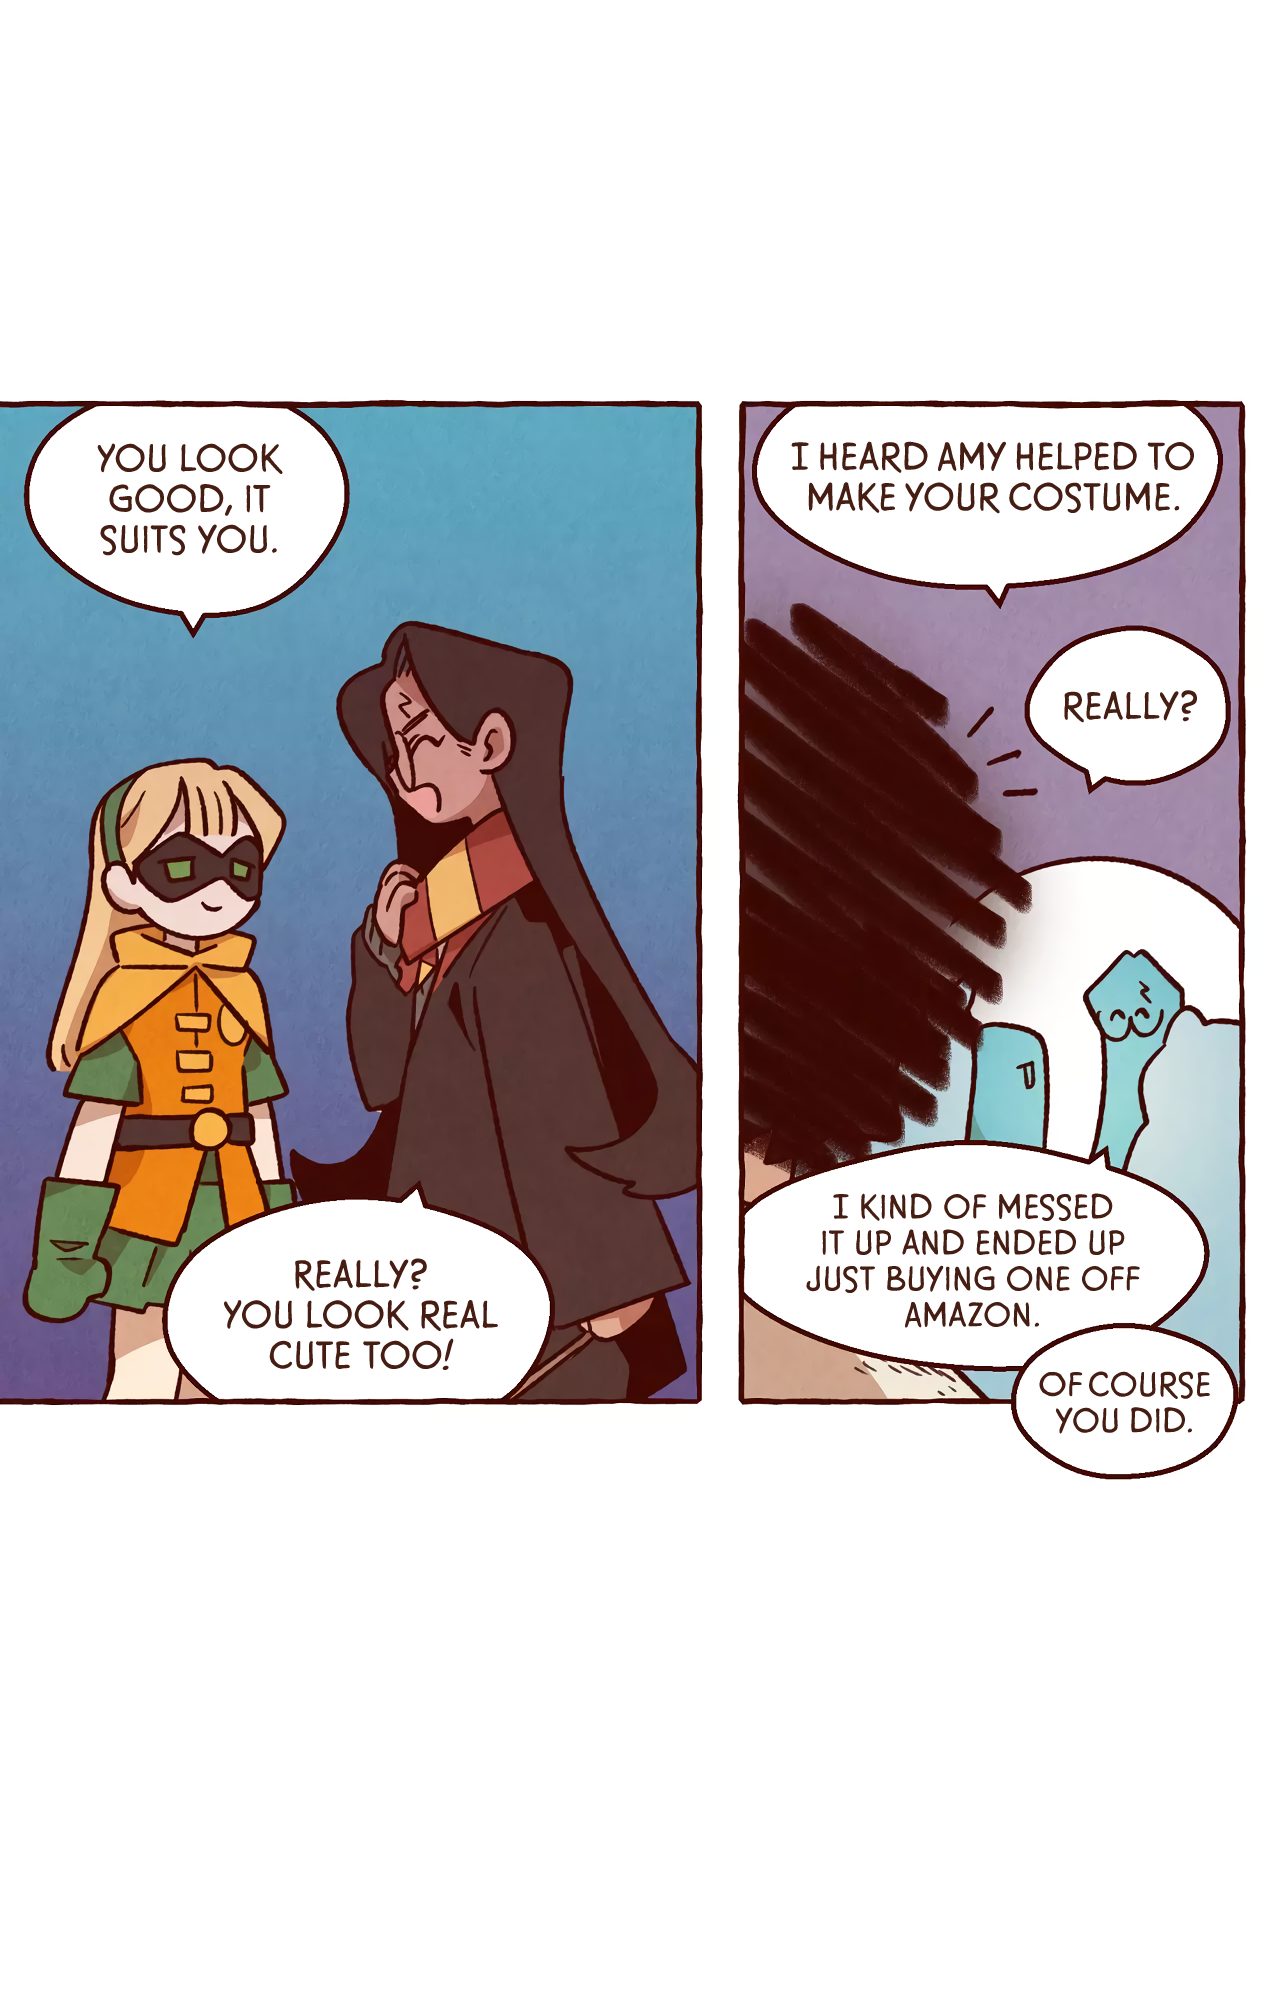 YOU LOOK
GOOD, IT
SUITS YOU.
REALLY?
YOU LOOK REAL
CUTE TOO!
I HEARD AMY HELPED TO
MAKE YOUR COSTUME.
REALLY?
I KIND OF MESSED
IT UP AND ENDED UP
JUST BUYING ONE OFF
AMAZON.
OF COURSE
YOU DID.